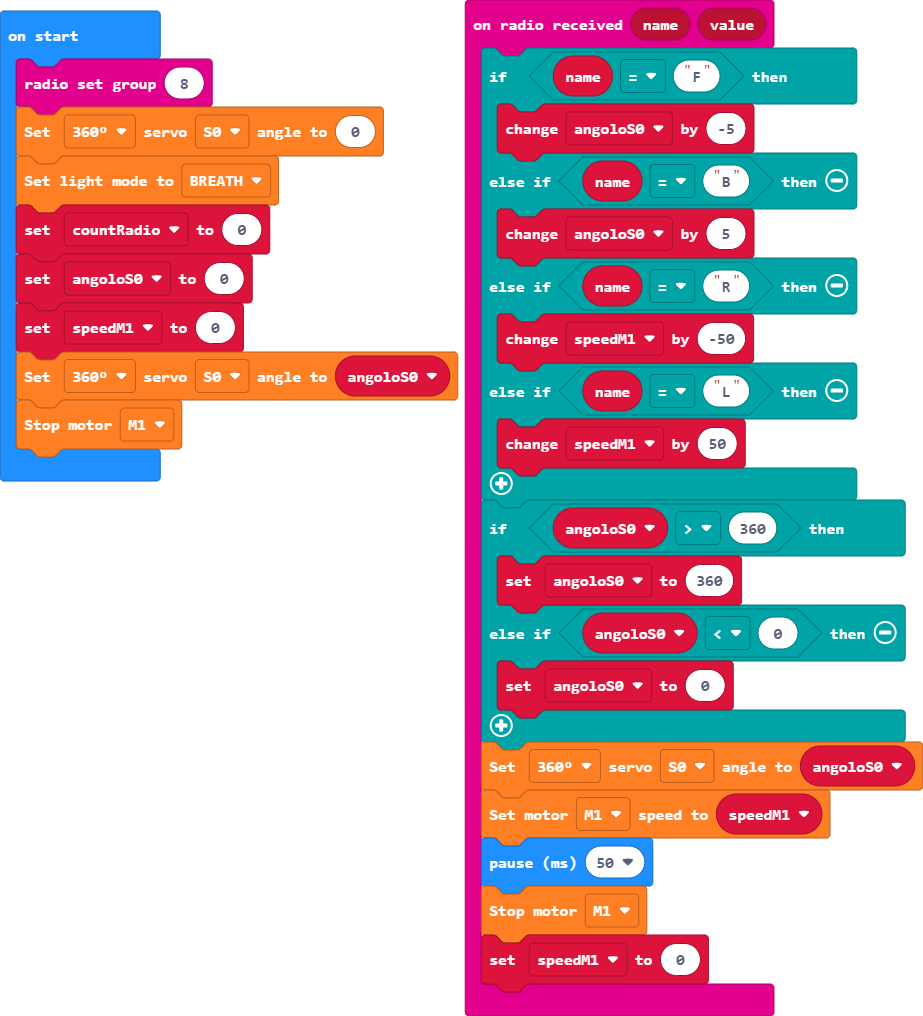 on start
radio set group 8
Set 360º servo S0 angle to 0
Set light mode to BREATH
set countRadio to 0
set angoloS0 to 0
set speedM1 to 0
Set 360º servo S0 angle to angoloS0
Stop motor M1
on radio received name value
if name = "F" then
change angoloS0 by -5
else if name = "B" then
change angoloS0 by 5
else if name = "R" then
change speedM1 by -50
else if name = "L" then
change speedM1 by 50
if angoloS0 > 360 then
set angoloS0 to 360
else if angoloS0 < 0 then
set angoloS0 to 0
Set 360º servo S0 angle to angoloS0
Set motor M1 speed to speedM1
pause (ms) 50
Stop motor M1
set speedM1 to 0